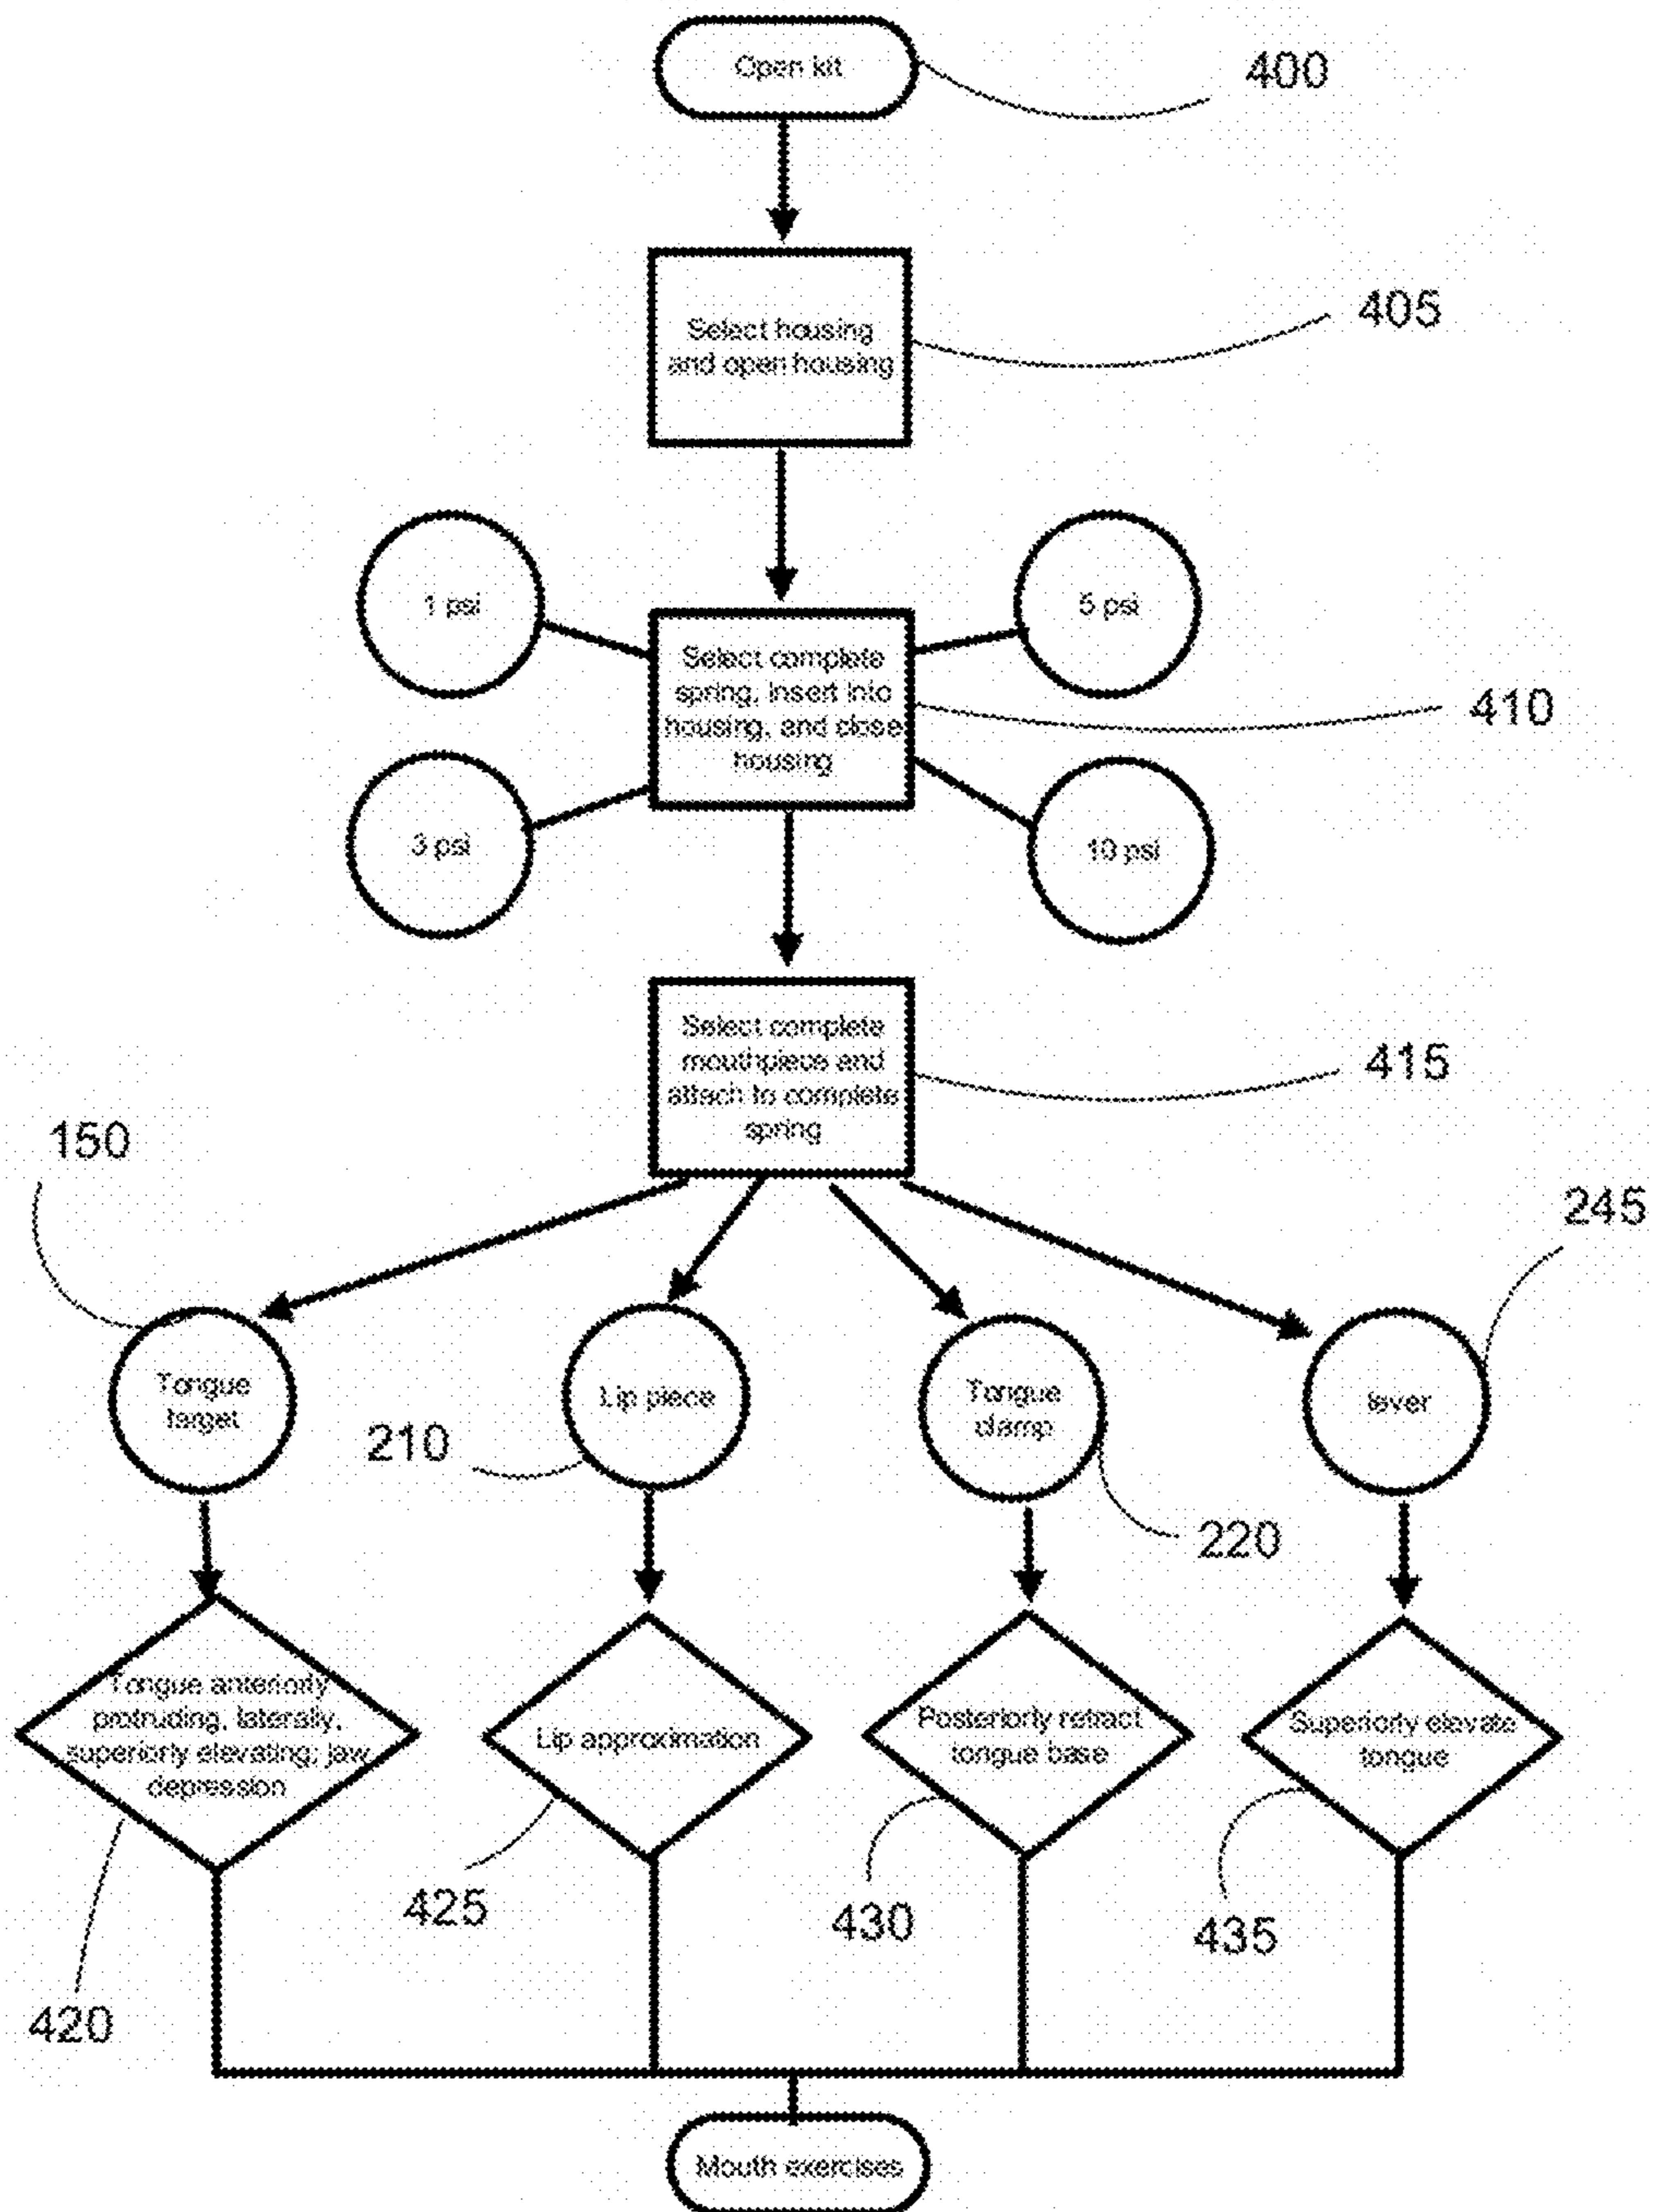 Open kit
400
Select housing
and open housing
405
1 psi
5 psi
Select complete
spring, insert into
housing, and close
housing
410
3 psi
10 psi
Select complete
mouthpiece and
attach to complete
spring
415
150
245
Tongue
target
Lip piece
Tongue
clamp
lever
210
220
Tongue anteriorly
protruding, laterally,
superiorly elevating, jaw
depression
Lip approximation
Posteriorly retract
tongue base
Superiorly elevate
tongue
425
430
435
420
Mouth exercises